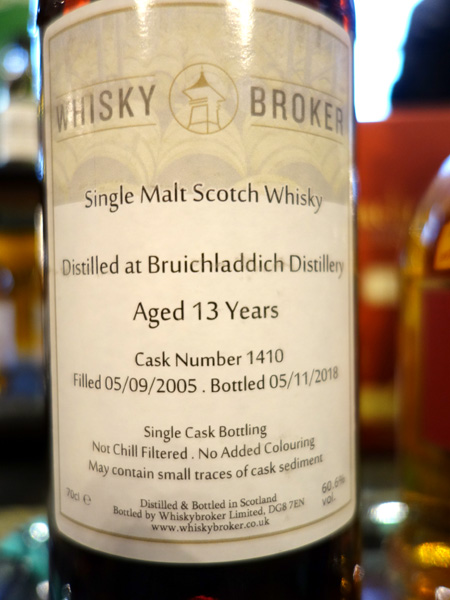 WHISKY BROKER
Single Malt Scotch Whisky
Distilled at Bruichladdich Distillery
Aged 13 Years
Cask Number 1410
Filled 05/09/2005 . Bottled 05/11/2018
Single Cask Bottling
Not Chill Filtered . No Added Colouring
May contain small traces of cask sediment
70cl ℮
Distilled & Bottled in Scotland
Bottled by Whiskybroker Limited, DG8 7EN
www.whiskybroker.co.uk
60.6%
vol.